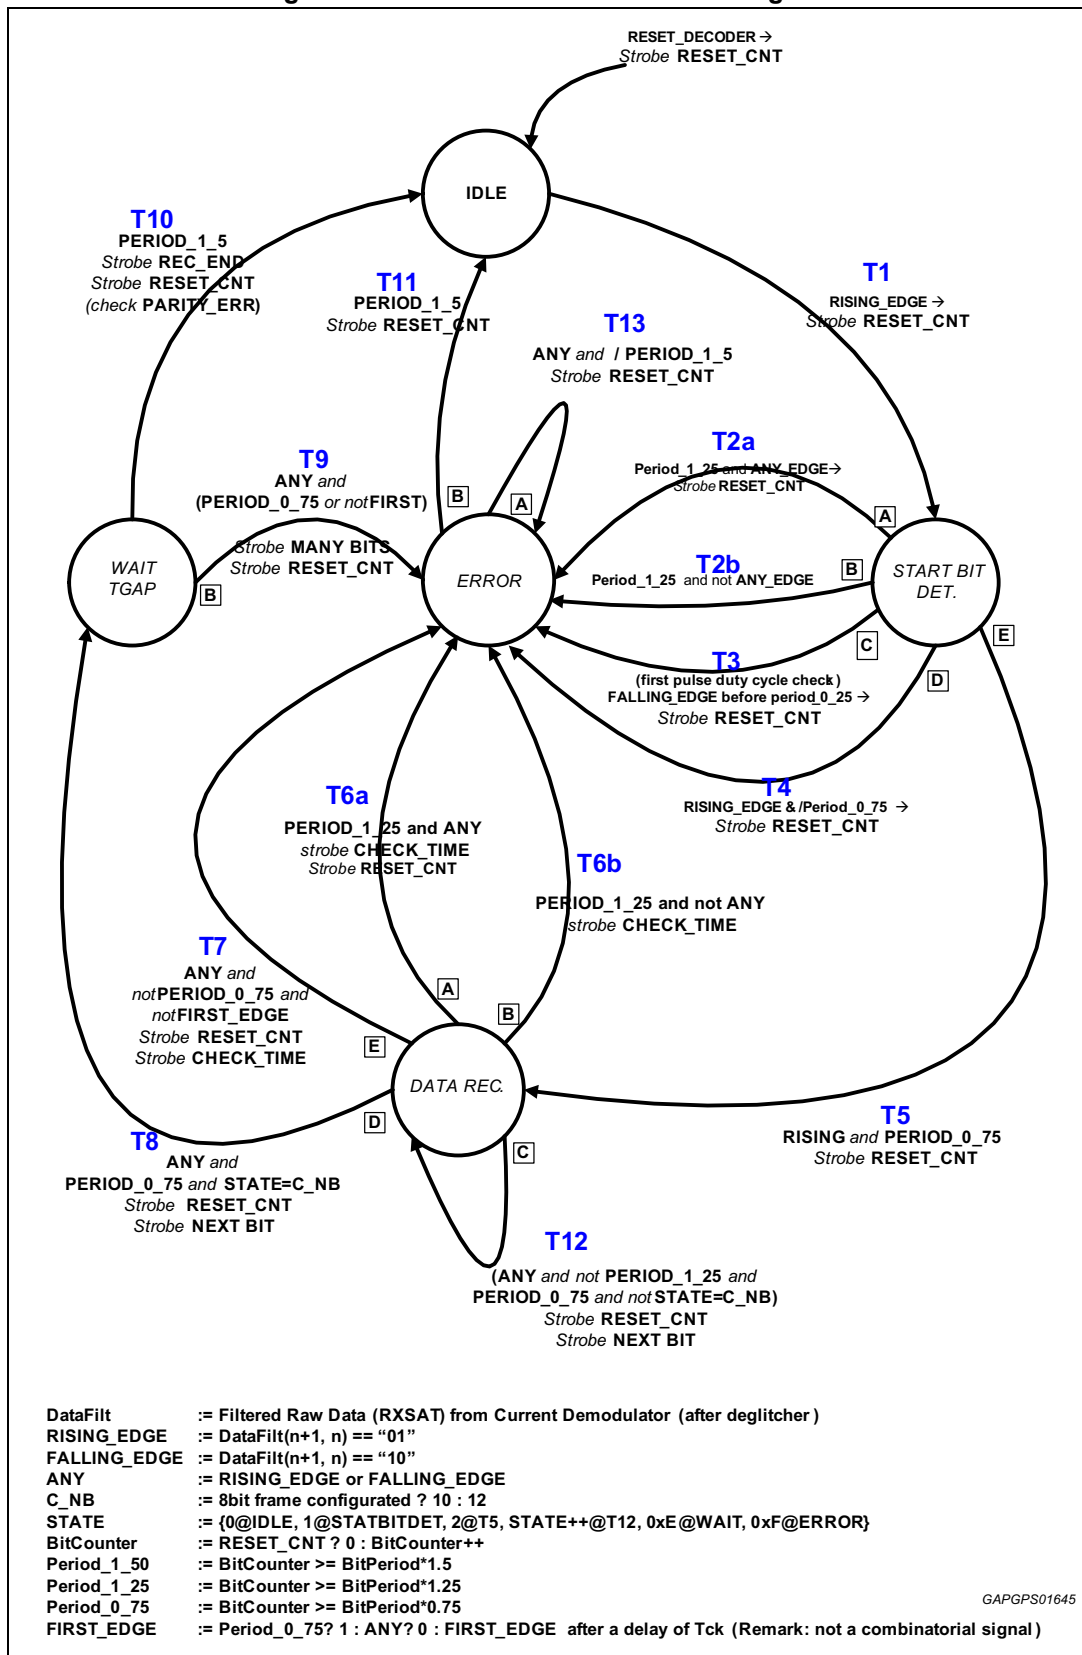 RESET_DECODER →
Strobe RESET_CNT
IDLE
T10
PERIOD_1_5
Strobe REC_END
Strobe RESET_CNT
(check PARITY_ERR)
T11
PERIOD_1_5
Strobe RESET_CNT
T13
ANY and / PERIOD_1_5
Strobe RESET_CNT
T1
RISING_EDGE →
Strobe RESET_CNT
T9
ANY and
(PERIOD_0_75 or not FIRST)
Strobe MANY BITS
Strobe RESET_CNT
T2a
Period_1_25 and ANY_EDGE→
Strobe RESET_CNT
B
A
A
WAIT
TGAP
B
ERROR
T2b
Period_1_25 and not ANY_EDGE
B
START BIT
DET.
C
E
D
T3
(first pulse duty cycle check)
FALLING_EDGE before period_0_25 →
Strobe RESET_CNT
T4
RISING_EDGE & /Period_0_75 →
Strobe RESET_CNT
T6a
PERIOD_1_25 and ANY
strobe CHECK_TIME
Strobe RESET_CNT
T6b
PERIOD_1_25 and not ANY
strobe CHECK_TIME
T7
ANY and
not PERIOD_0_75 and
not FIRST_EDGE
Strobe RESET_CNT
Strobe CHECK_TIME
A
B
E
DATA REC.
D
C
T5
RISING and PERIOD_0_75
Strobe RESET_CNT
T8
ANY and
PERIOD_0_75 and STATE=C_NB
Strobe RESET_CNT
Strobe NEXT BIT
T12
(ANY and not PERIOD_1_25 and
PERIOD_0_75 and not STATE=C_NB)
Strobe RESET_CNT
Strobe NEXT BIT
DataFilt := Filtered Raw Data (RXSAT) from Current Demodulator (after deglitcher)
RISING_EDGE := DataFilt(n+1, n) == “01”
FALLING_EDGE := DataFilt(n+1, n) == “10”
ANY := RISING_EDGE or FALLING_EDGE
C_NB := 8bit frame configurated ? 10 : 12
STATE := {0@IDLE, 1@STATBITDET, 2@T5, STATE++@T12, 0xE@WAIT, 0xF@ERROR}
BitCounter := RESET_CNT ? 0 : BitCounter++
Period_1_50 := BitCounter >= BitPeriod*1.5
Period_1_25 := BitCounter >= BitPeriod*1.25
Period_0_75 := BitCounter >= BitPeriod*0.75
GAPGPS01645
FIRST_EDGE := Period_0_75? 1 : ANY? 0 : FIRST_EDGE after a delay of Tck (Remark: not a combinatorial signal)